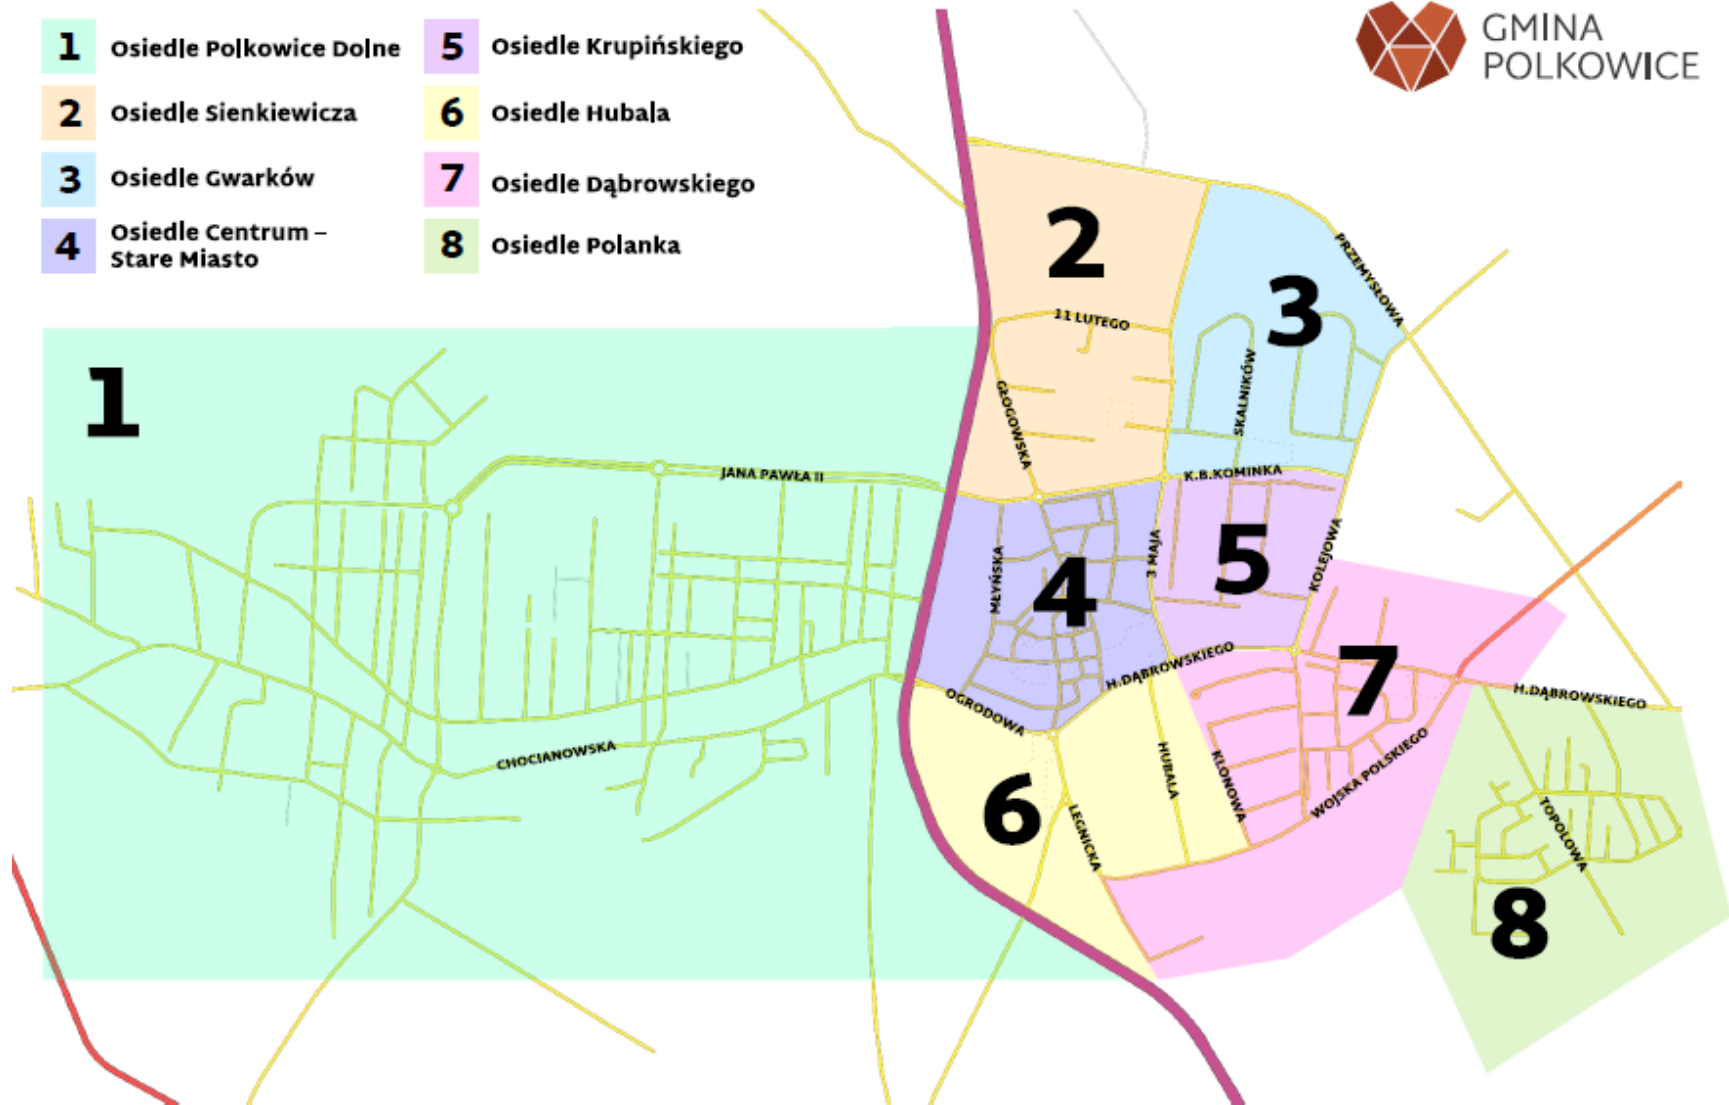 1 Osiedle Polkowice Dolne
2 Osiedle Sienkiewicza
3 Osiedle Gwarków
4 Osiedle Centrum –
Stare Miasto
5 Osiedle Krupińskiego
6 Osiedle Hubala
7 Osiedle Dąbrowskiego
8 Osiedle Polanka
GMINA
POLKOWICE
2
PRZEMYSŁOWA
3
11 LUTEGO
SKALNIKÓW
GŁOGOWSKA
1
JANA PAWŁA II
K.B.KOMINKA
5
KOLEJOWA
3 MAJA
MŁYŃSKA
4
H.DĄBROWSKIEGO
7
H.DĄBROWSKIEGO
OGRODOWA
CHOCIANOWSKA
HUBALA
KLONOWA
WOJSKA POLSKIEGO
6
LEGNICKA
TOPOLOWA
8